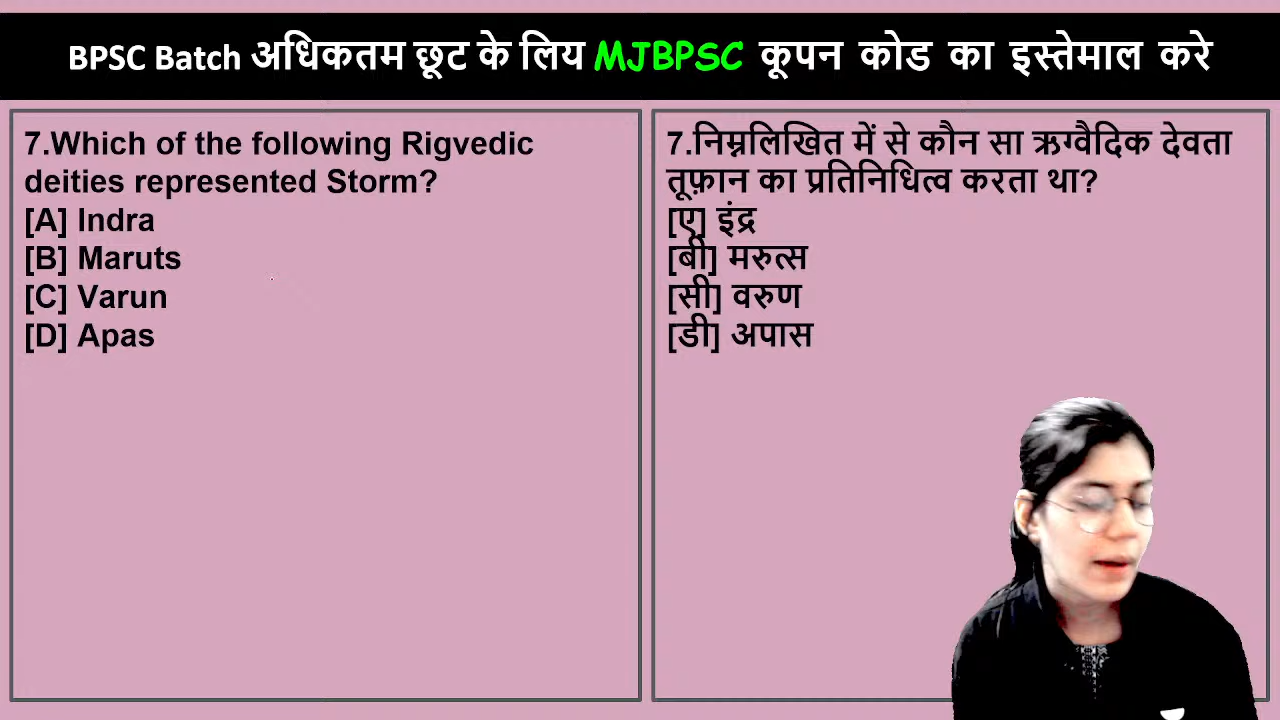 BPSC Batch अधिकतम छूट के लिय MJBPSC कूपन कोड का इस्तेमाल करे
7.Which of the following Rigvedic
deities represented Storm?
[A] Indra
[B] Maruts
[C] Varun
[D] Apas
7.निम्नलिखित में से कौन सा ऋग्वैदिक देवता
तूफ़ान का प्रतिनिधित्व करता था?
[ए] इंद्र
[बी] मरुत्स
[सी] वरुण
[डी] अपास